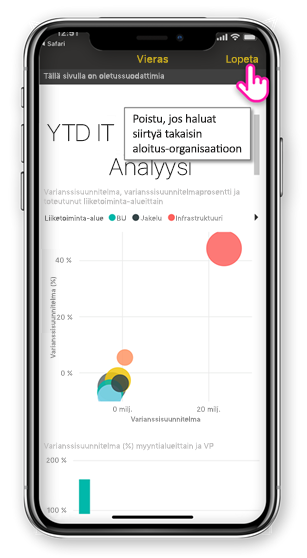 12:51
Safari
Vieras
Lopeta
Tällä sivulla on oletussuodattimia
Poistu, jos haluat
siirtyä takaisin
aloitus-organisaatioon
YTD IT
Analyysi
Varianssisuunnitelma, varianssisuunnitelmaprosentti ja
toteutunut liiketoiminta-alueittain
Liiketoiminta-alue BU Jakelu Infrastruktuuri
Varianssisuunnitelma (%)
40 %
20 %
0 %
0 milj.
20 milj.
Varianssisuunnitelma
Varianssisuunnitelma (%) myyntialueittain ja VP
200 %
100 %